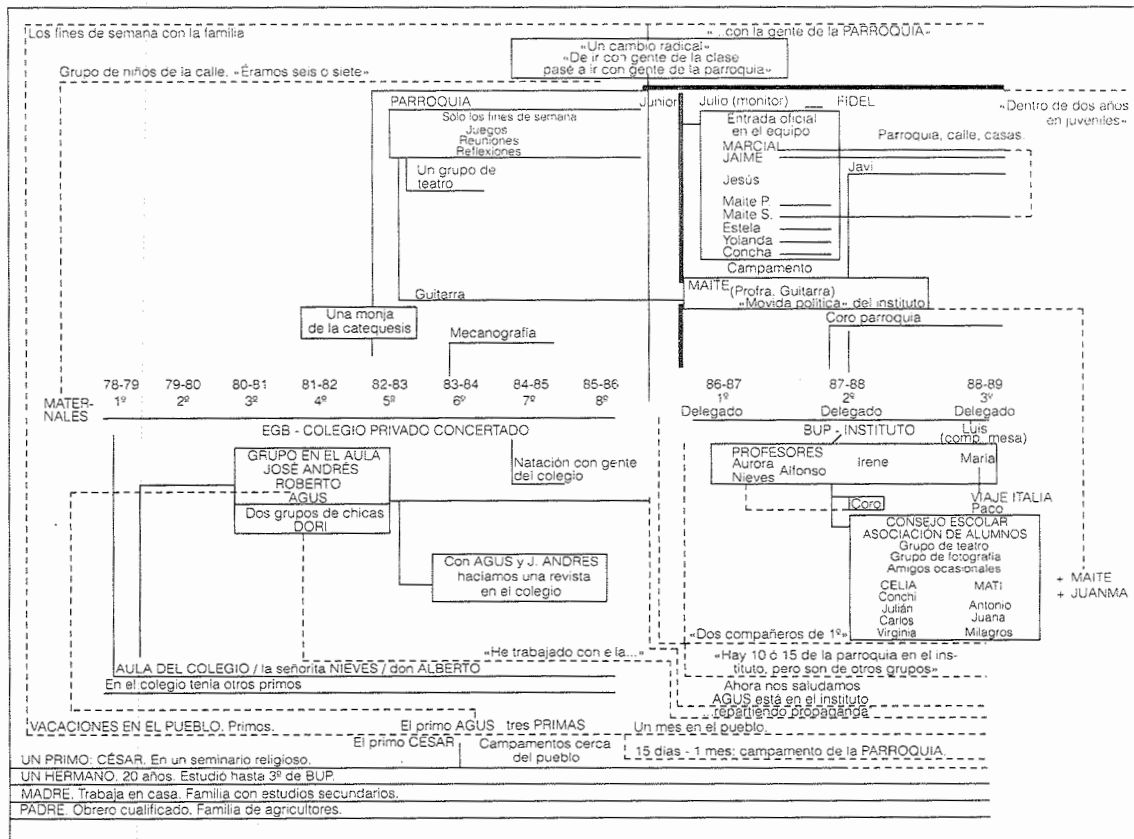 Los fines de semana con la familia
«...con la gente de la PARROQUIA»
«Un cambio radical»
«De ir con gente de la clase
pasé a ir con gente de la parroquia»
Grupo de niños de la calle. «Éramos seis o siete»
PARROQUIA
Sólo los fines de semana
Juegos
Reuniones
Reflexiones
Un grupo de
teatro
Junior
Julio (monitor)
FIDEL
«Dentro de dos años
en juveniles»
Entrada oficial
en el equipo
MARCIAL
JAIME
Jesús
Maite P.
Maite S.
Estela
Yolanda
Concha
Parroquia, calle, casas.
Javi
Campamento
MAITE (Profra. Guitarra)
«Movida política» del instituto
Guitarra
Coro parroquia
Una monja
de la catequesis
Mecanografía
78-79 79-80 80-81 81-82 82-83 83-84 84-85 85-86 86-87 87-88 88-89
MATER-
NALES
1º 2º 3º 4º 5º 6º 7º 8º 1º 2º 3º
Delegado Delegado Delegado
EGB - COLEGIO PRIVADO CONCERTADO
BUP - INSTITUTO
Luis
(comp. mesa)
GRUPO EN EL AULA
JOSÉ ANDRÉS
ROBERTO
AGUS
Dos grupos de chicas
DORI
Natación con gente
del colegio
PROFESORES
Aurora
Nieves
Alfonso
Irene
Maria
Coro
VIAJE ITALIA
Paco
Con AGUS y J. ANDRES
hacíamos una revista
en el colegio
CONSEJO ESCOLAR
ASOCIACIÓN DE ALUMNOS
Grupo de teatro
Grupo de fotografía
Amigos ocasionales
CELIA MATI
Conchi
Julián Antonio
Carlos Juana
Virginia Milagros
+ MAITE
+ JUANMA
«Dos compañeros de 1º»
«He trabajado con ella...»
«Hay 10 ó 15 de la parroquia en el ins-
tituto, pero son de otros grupos»
AULA DEL COLEGIO / la señorita NIEVES / don ALBERTO
En el colegio tenía otros primos
Ahora nos saludamos
AGUS está en el instituto
repartiendo propaganda
VACACIONES EN EL PUEBLO. Primos.
El primo AGUS tres PRIMAS
Un mes en el pueblo.
El primo CÉSAR
Campamentos cerca
del pueblo
15 días - 1 mes: campamento de la PARROQUIA.
UN PRIMO: CÉSAR. En un seminario religioso.
UN HERMANO. 20 años. Estudió hasta 3º de BUP.
MADRE. Trabaja en casa. Familia con estudios secundarios.
PADRE. Obrero cualificado. Familia de agricultores.